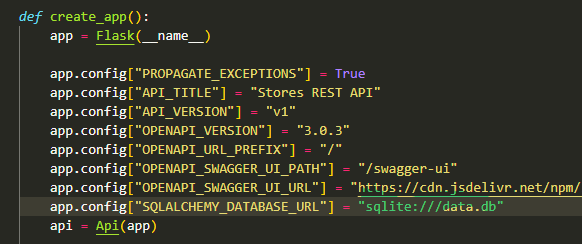 def create_app():
app = Flask(__name__)
app.config["PROPAGATE_EXCEPTIONS"] = True
app.config["API_TITLE"] = "Stores REST API"
app.config["API_VERSION"] = "v1"
app.config["OPENAPI_VERSION"] = "3.0.3"
app.config["OPENAPI_URL_PREFIX"] = "/"
app.config["OPENAPI_SWAGGER_UI_PATH"] = "/swagger-ui"
app.config["OPENAPI_SWAGGER_UI_URL"] = "https://cdn.jsdelivr.net/npm/
app.config["SQLALCHEMY_DATABASE_URL"] = "sqlite:///data.db"
api = Api(app)